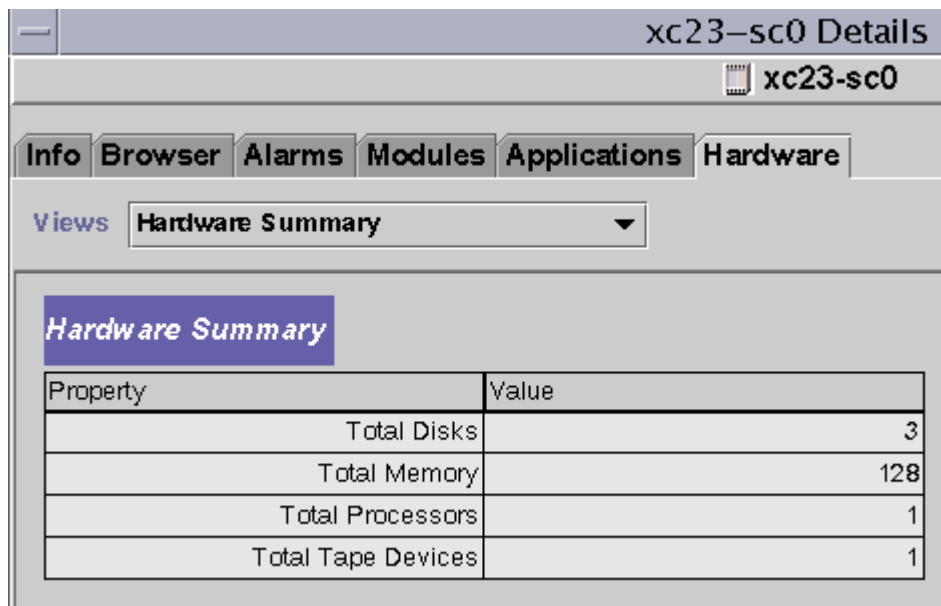 xc23–sc0 Details
xc23-sc0
Info Browser Alarms Modules Applications Hardware
Views Hardware Summary
Hardware Summary
Property Value
Total Disks 3
Total Memory 128
Total Processors 1
Total Tape Devices 1